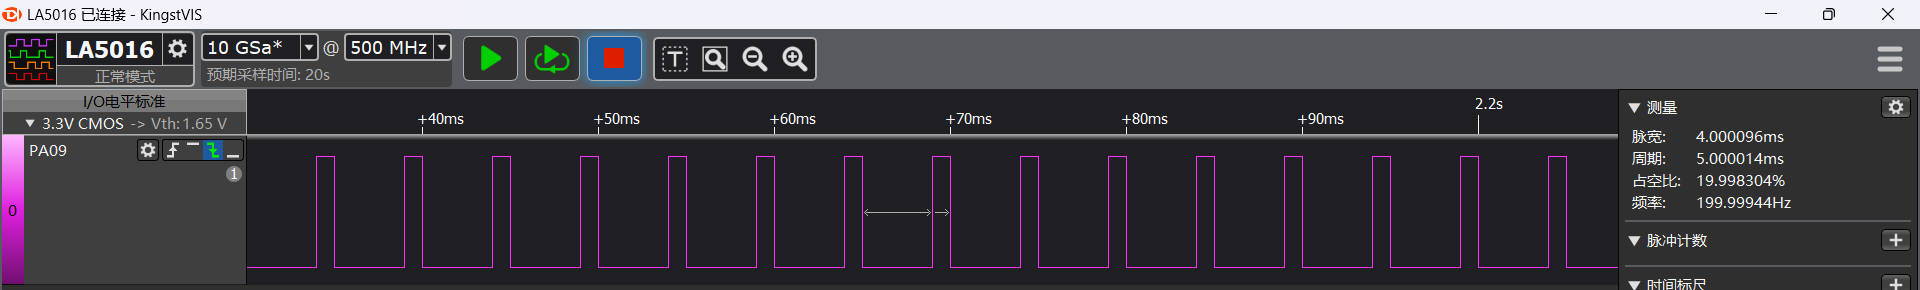 LA5016 已连接 - KingstVIS
LA5016
正常模式
10 GSa* @ 500 MHz
预期采样时间: 20s
I/O电平标准
3.3V CMOS -> Vth: 1.65 V
PA09
1
0
+40ms +50ms +60ms +70ms +80ms +90ms 2.2s
测量
脉宽: 4.000096ms
周期: 5.000014ms
占空比: 19.998304%
频率: 199.99944Hz
脉冲计数
时间标尺